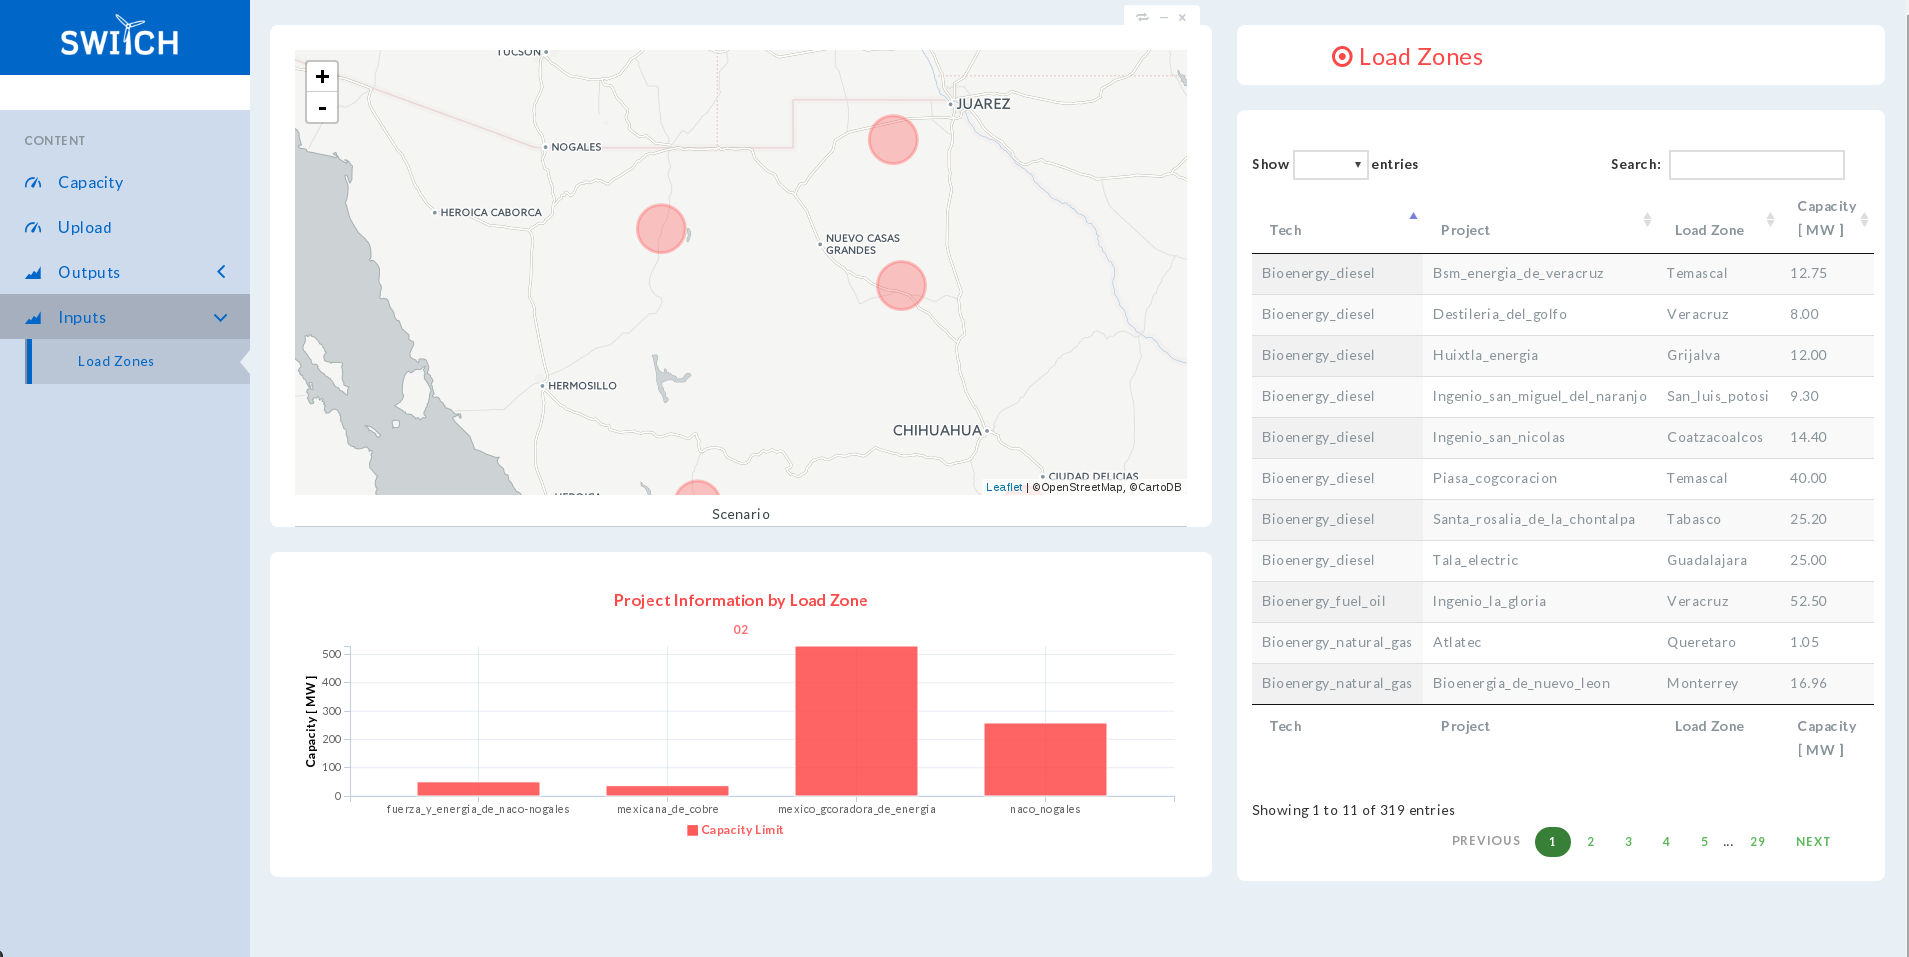 SWITCH
CONTENT
Capacity
Upload
Outputs
Inputs
Load Zones
+
-
TUCSON
JUAREZ
NOGALES
HEROICA CABORCA
NUEVO CASAS
GRANDES
HERMOSILLO
CHIHUAHUA
CIUDAD DELICIAS
HEROICA
Leaflet | ©OpenStreetMap, ©CartoDB
Scenario
Project Information by Load Zone
02
Capacity [ MW ]
500
400
300
200
100
0
fuerza_y_energia_de_naco-nogales mexicana_de_cobre mexico_gcoradora_de_energia naco_nogales
Capacity Limit
Load Zones
Show entries Search:
Tech Project Load Zone Capacity
[ MW ]
Bioenergy_diesel Bsm_energia_de_veracruz Temascal 12.75
Bioenergy_diesel Destileria_del_golfo Veracruz 8.00
Bioenergy_diesel Huixtla_energia Grijalva 12.00
Bioenergy_diesel Ingenio_san_miguel_del_naranjo San_luis_potosi 9.30
Bioenergy_diesel Ingenio_san_nicolas Coatzacoalcos 14.40
Bioenergy_diesel Piasa_cogcoracion Temascal 40.00
Bioenergy_diesel Santa_rosalia_de_la_chontalpa Tabasco 25.20
Bioenergy_diesel Tala_electric Guadalajara 25.00
Bioenergy_fuel_oil Ingenio_la_gloria Veracruz 52.50
Bioenergy_natural_gas Atlatec Queretaro 1.05
Bioenergy_natural_gas Bioenergia_de_nuevo_leon Monterrey 16.96
Tech Project Load Zone Capacity
[ MW ]
Showing 1 to 11 of 319 entries
PREVIOUS 1 2 3 4 5 ... 29 NEXT